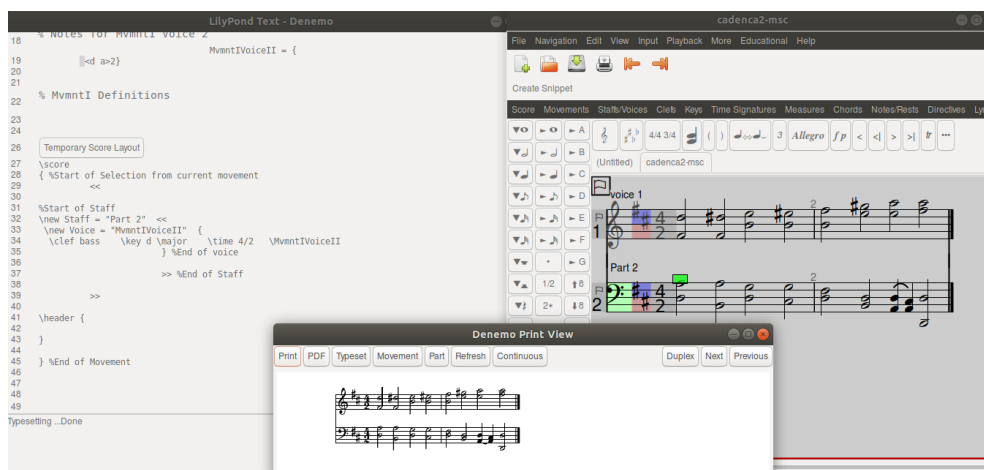 LilyPond Text - Denemo
18 % Notes for MvmntI Voice 2
MvmntIVoiceII = {
19 <d a>2}
20
21
22 % MvmntI Definitions
23
24
26 Temporary Score Layout
27 \score
28 { %Start of Selection from current movement
29 <<
30
31 %Start of Staff
32 \new Staff = "Part 2" <<
33 \new Voice = "MvmntIVoiceII" {
34 \clef bass \key d \major \time 4/2 \MvmntIVoiceII
35 } %End of voice
36
37 >> %End of Staff
38
39 >>
40
41 \header {
42
43 }
44
45 } %End of Movement
46
47
48
49
Typesetting ...Done
cadenca2-msc
File Navigation Edit View Input Playback More Educational Help
Create Snippet
Score Movements Staffs/Voices Clefs Keys Time Signatures Measures Chords Notes/Rests Directives Ly
A 4/4 3/4 ( ) 3 Allegro f p < <| > >| tr ...
B
(Untitled) cadenca2-msc
C
D
E
F
G
1/2 8
2* 8
voice 1
1
2
Part 2
2
2
Denemo Print View
Print PDF Typeset Movement Part Refresh Continuous Duplex Next Previous